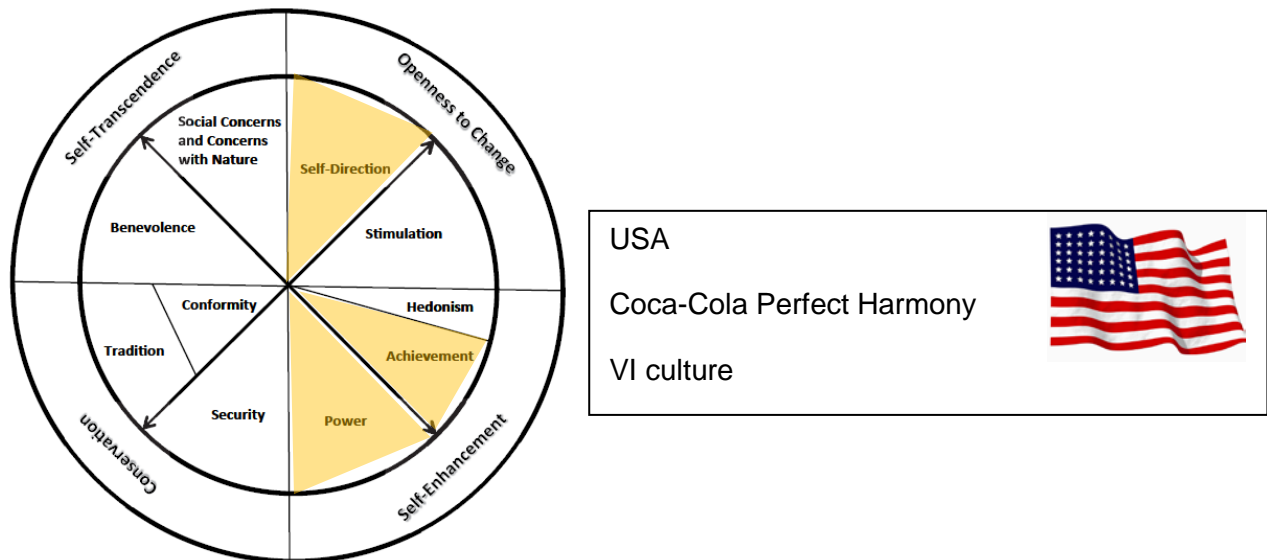 Self-Transcendence
Openness to Change
Social Concerns
and Concerns
with Nature
Self-Direction
Benevolence
Stimulation
Conformity
Hedonism
Tradition
Achievement
Security
Power
Conservation
Self-Enhancement
USA
Coca-Cola Perfect Harmony
VI culture